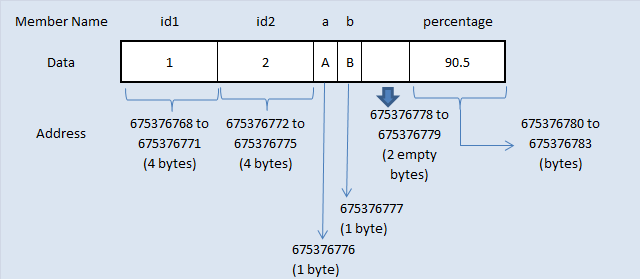 Member Name id1 id2 a b percentage
Data 1 2 A B 90.5
Address
675376768 to
675376771
(4 bytes)
675376772 to
675376775
(4 bytes)
675376778 to
675376779
(2 empty
bytes)
675376780 to
675376783
(bytes)
675376777
(1 byte)
675376776
(1 byte)